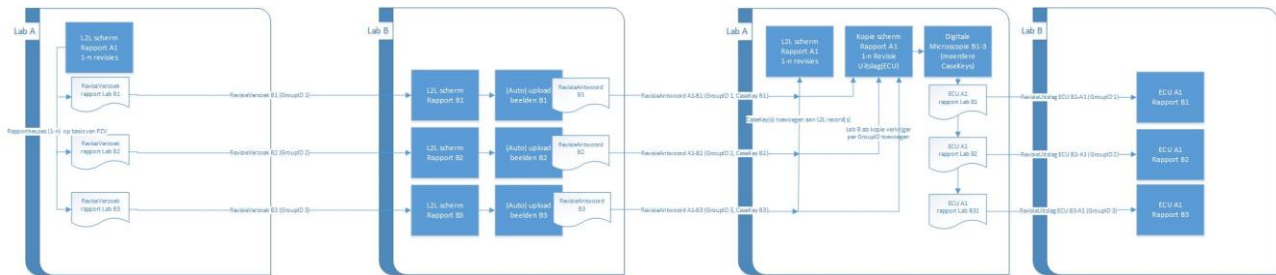 Lab A
L2L scherm
Rapport A1
1-n revisies
RevisieVerzoek
rapport Lab B1
Rapportkeuzes (1-n) op basis van PZV
RevisieVerzoek
rapport Lab B2
RevisieVerzoek
rapport Lab B3
RevisieVerzoek B1 (GroupID 1)
RevisieVerzoek B2 (GroupID 2)
RevisieVerzoek B3 (GroupID 3)
Lab B
L2L scherm
Rapport B1
(Auto) upload
beelden B1
RevisieAntwoord
B1
L2L scherm
Rapport B2
(Auto) upload
beelden B2
RevisieAntwoord
B2
L2L scherm
Rapport B3
(Auto) upload
beelden B3
RevisieAntwoord
B3
RevisieAntwoord A1-B1 (GroupID 1, CaseKey B1)
RevisieAntwoord A1-B2 (GroupID 2, CaseKey B2)
RevisieAntwoord A1-B3 (GroupID 3, CaseKey B3)
Lab A
L2L scherm
Rapport A1
1-n revisies
Kopie scherm
Rapport A1
1-n Revisie
Uitslag(ECU)
Digitale
Microscopie B1-3
(meerdere
CaseKeys)
CaseKey(s) toevoegen aan L2L record(s)
Lab B als kopie verkrijger
per GroupID toevoegen
ECU A1
rapport Lab B1
ECU A1
rapport Lab B2
ECU A1
rapport Lab B31
RevisieUitslag ECU B1-A1 (GroupID 1)
RevisieUitslag ECU B2-A1 (GroupID 2)
RevisieUitslag ECU B3-A1 (GroupID 3)
Lab B
ECU A1
Rapport B1
ECU A1
Rapport B2
ECU A1
Rapport B3